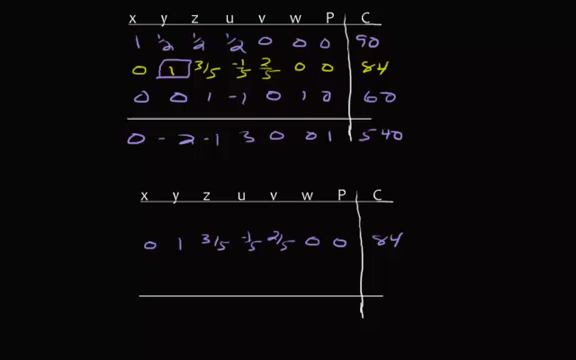 x y z u v w P C
1 1/2 1/2 1/2 0 0 0 90
0 1 3/5 -1/5 2/5 0 0 84
0 0 1 -1 0 1 0 60
0 -2 -1 3 0 0 1 540
x y z u v w P C
0 1 3/5 -1/5 2/5 0 0 84